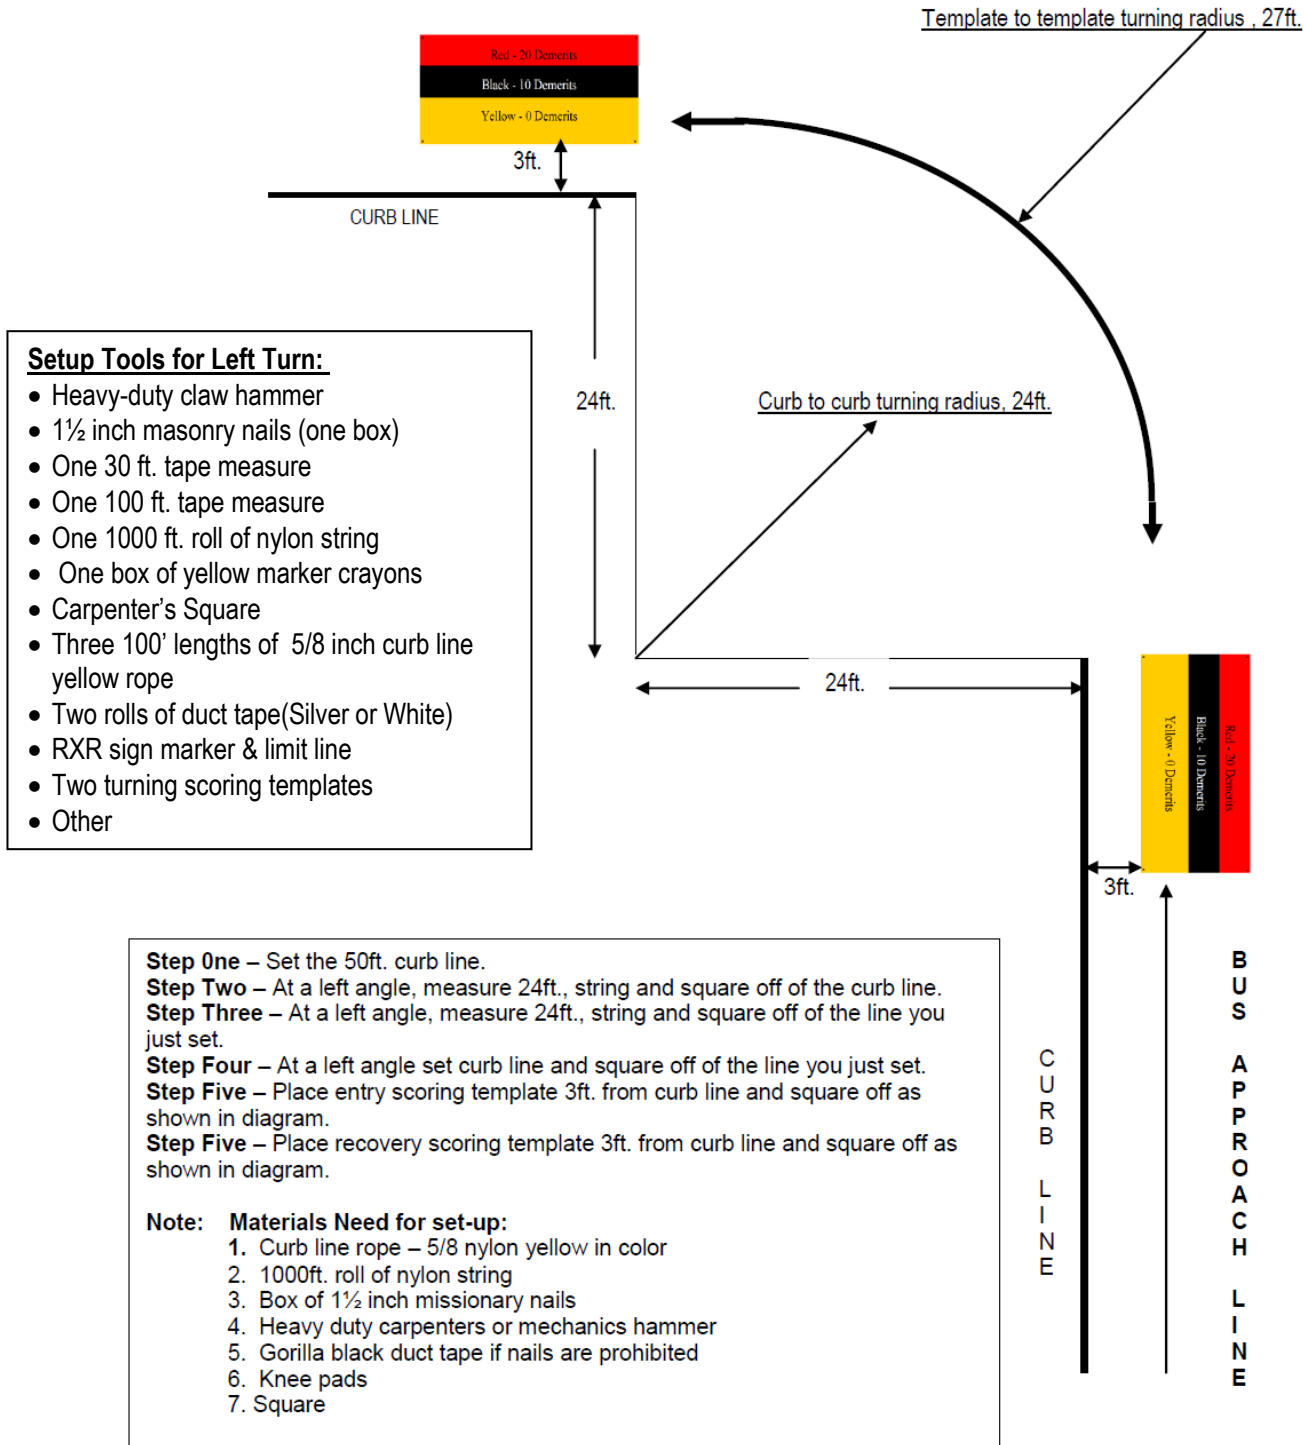 Template to template turning radius , 27ft.
Red - 20 Demerits
Black - 10 Demerits
Yellow - 0 Demerits
3ft.
CURB LINE
Setup Tools for Left Turn:
• Heavy-duty claw hammer
• 1½ inch masonry nails (one box)
• One 30 ft. tape measure
• One 100 ft. tape measure
• One 1000 ft. roll of nylon string
• One box of yellow marker crayons
• Carpenter’s Square
• Three 100’ lengths of 5/8 inch curb line
yellow rope
• Two rolls of duct tape(Silver or White)
• RXR sign marker & limit line
• Two turning scoring templates
• Other
24ft.
Curb to curb turning radius, 24ft.
24ft.
Yellow - 0 Demerits
Black - 10 Demerits
Red - 20 Demerits
3ft.
CURB LINE
BUS APPROACH LINE
Step 0ne – Set the 50ft. curb line.
Step Two – At a left angle, measure 24ft., string and square off of the curb line.
Step Three – At a left angle, measure 24ft., string and square off of the line you
just set.
Step Four – At a left angle set curb line and square off of the line you just set.
Step Five – Place entry scoring template 3ft. from curb line and square off as
shown in diagram.
Step Five – Place recovery scoring template 3ft. from curb line and square off as
shown in diagram.
Note: Materials Need for set-up:
1. Curb line rope – 5/8 nylon yellow in color
2. 1000ft. roll of nylon string
3. Box of 1½ inch missionary nails
4. Heavy duty carpenters or mechanics hammer
5. Gorilla black duct tape if nails are prohibited
6. Knee pads
7. Square